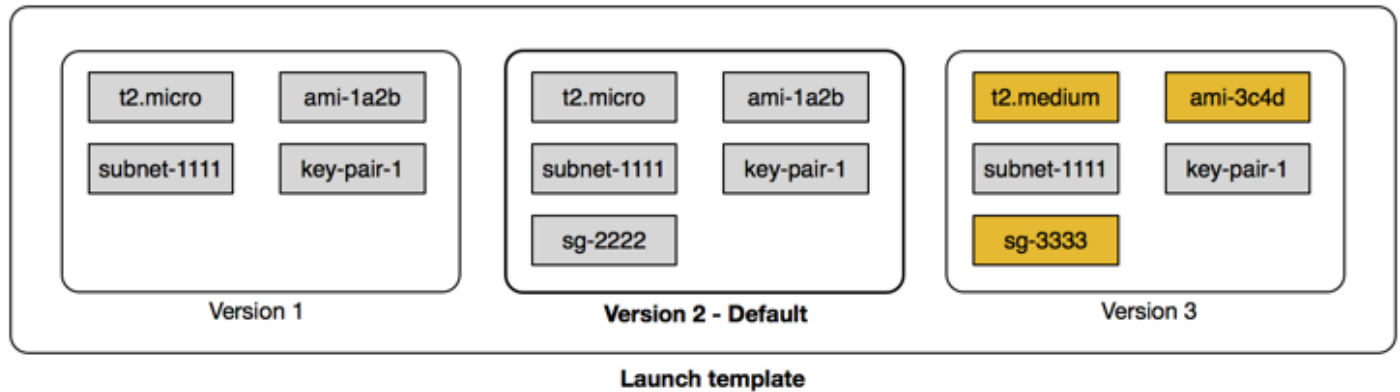 t2.micro
ami-1a2b
subnet-1111
key-pair-1
Version 1
t2.micro
ami-1a2b
subnet-1111
key-pair-1
sg-2222
Version 2 - Default
t2.medium
ami-3c4d
subnet-1111
key-pair-1
sg-3333
Version 3
Launch template